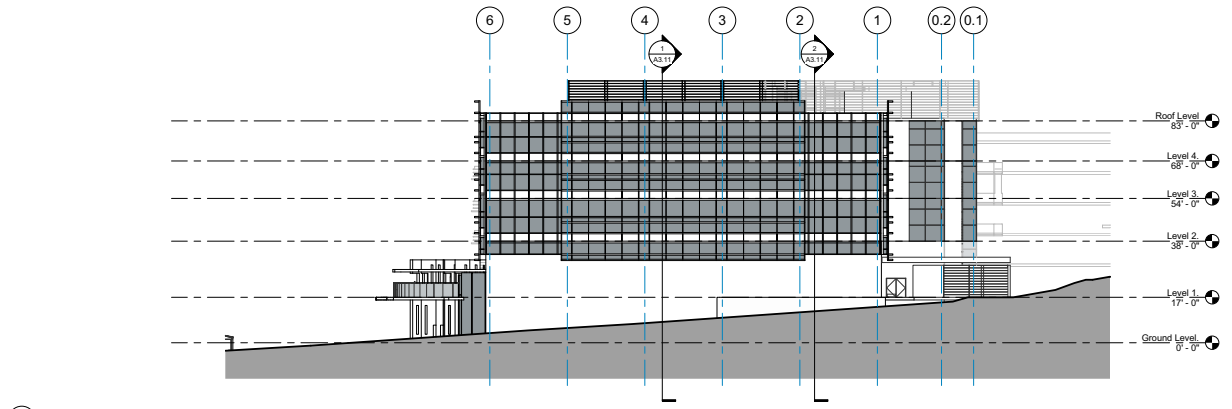 6
5
4
3
2
1
0.2
0.1
1
A3.11
2
A3.11
Roof Level
83' - 0"
Level 4.
68' - 0"
Level 3.
54' - 0"
Level 2.
38' - 0"
Level 1.
17' - 0"
Ground Level.
0' - 0"